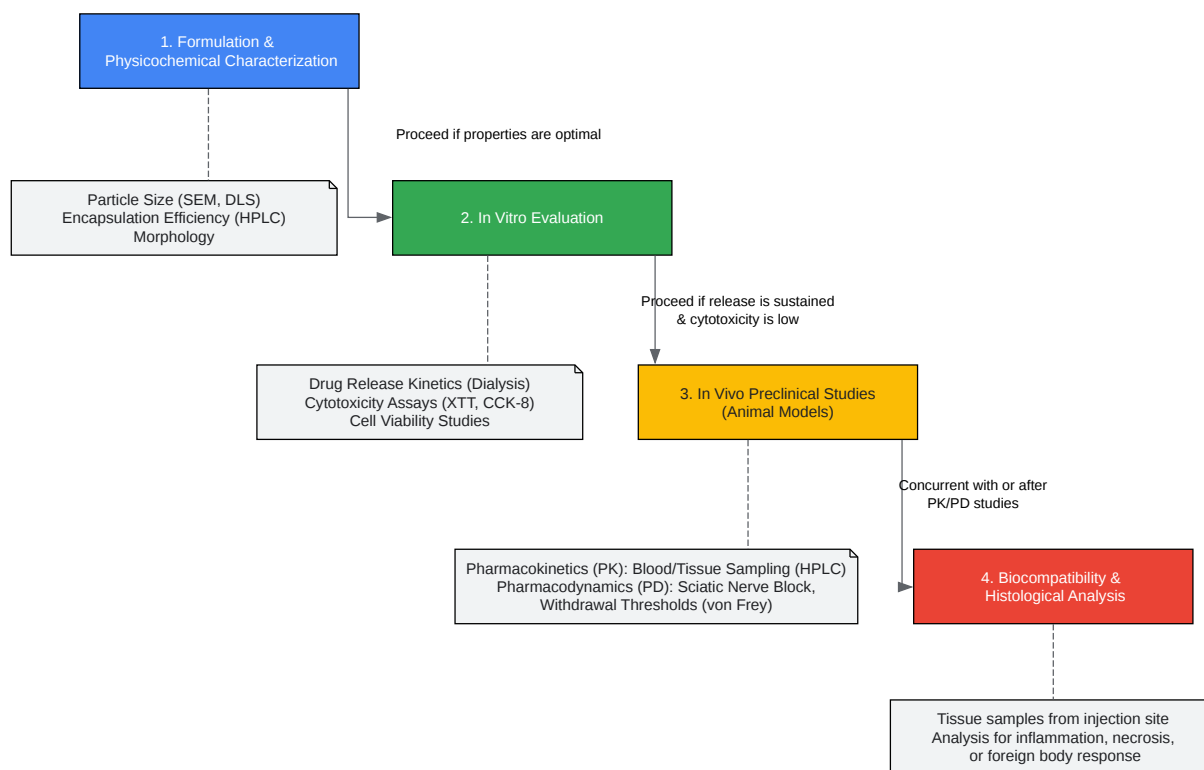 1. Formulation &
Physicochemical Characterization
Proceed if properties are optimal
Particle Size (SEM, DLS)
Encapsulation Efficiency (HPLC)
Morphology
2. In Vitro Evaluation
Proceed if release is sustained
& cytotoxicity is low
Drug Release Kinetics (Dialysis)
Cytotoxicity Assays (XTT, CCK-8)
Cell Viability Studies
3. In Vivo Preclinical Studies
(Animal Models)
Concurrent with or after
PK/PD studies
Pharmacokinetics (PK): Blood/Tissue Sampling (HPLC)
Pharmacodynamics (PD): Sciatic Nerve Block,
Withdrawal Thresholds (von Frey)
4. Biocompatibility &
Histological Analysis
Tissue samples from injection site
Analysis for inflammation, necrosis,
or foreign body response